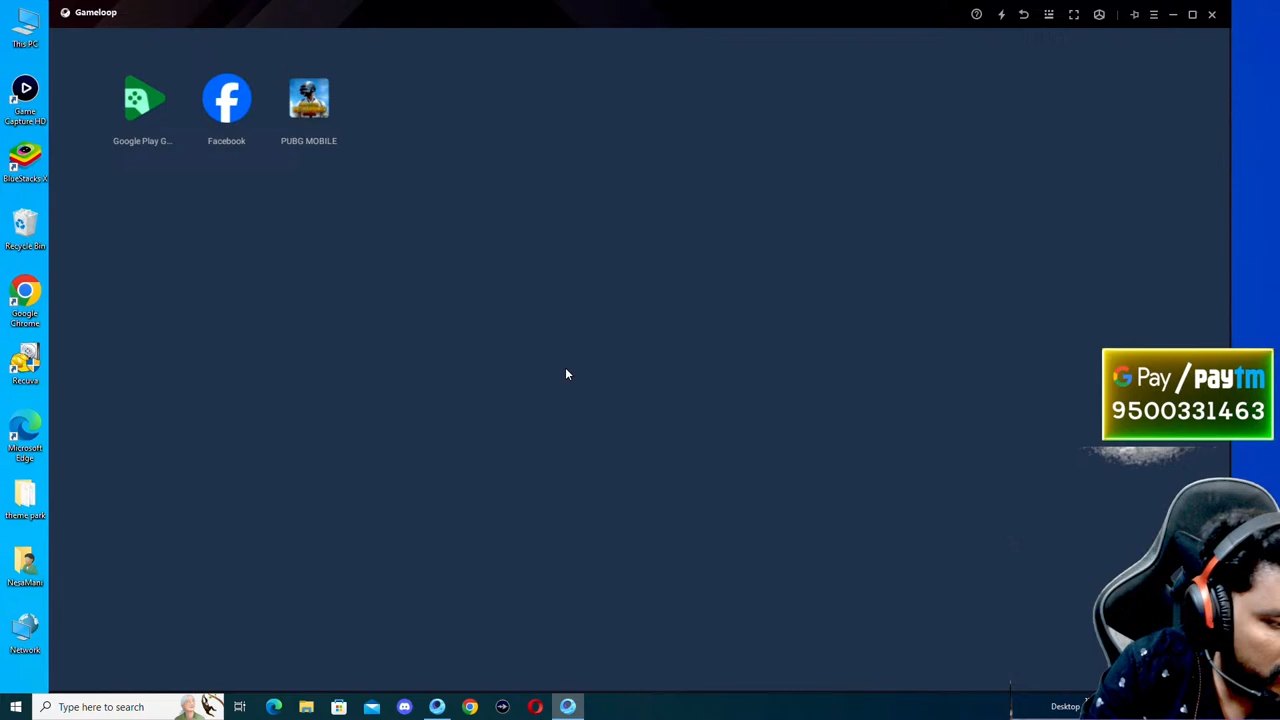 Gameloop
This PC
Game
Capture HD
BlueStacks X
Recycle Bin
Google
Chrome
Recuva
Microsoft
Edge
theme park
NesaMani
Network
Google Play G...
Facebook
PUBG MOBILE
G Pay/paytm
9500331463
Type here to search
Desktop